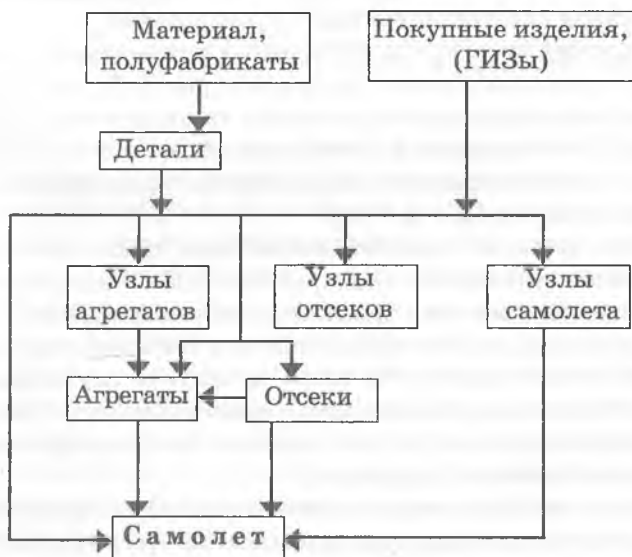 Материал,
полуфабрикаты
Покупные изделия,
(ГИЗы)
Детали
Узлы
агрегатов
Узлы
отсеков
Узлы
самолета
Агрегаты
Отсеки
Самолет